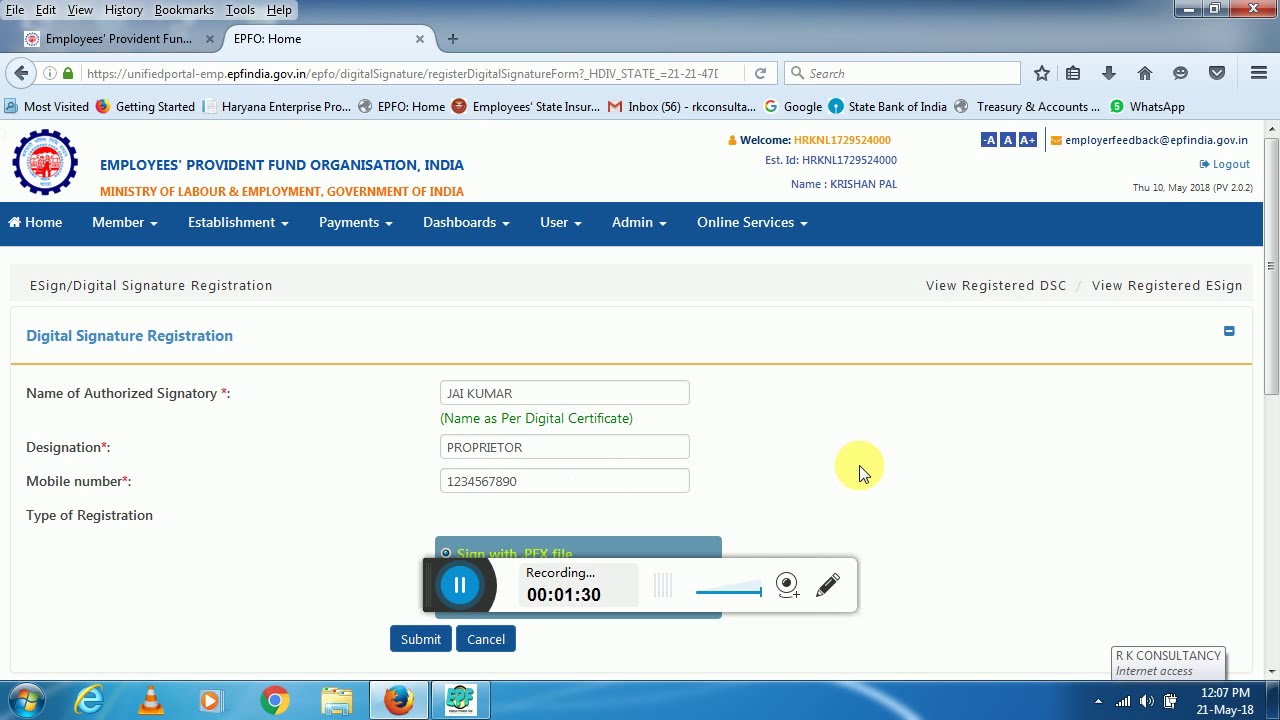 File Edit View History Bookmarks Tools Help
Employees' Provident Fun... EPFO: Home
https://unifiedportal-emp.epfindia.gov.in/epfo/digitalSignature/registerDigitalSignatureForm?_HDIV_STATE_=21-21-47D
Search
Most Visited Getting Started Haryana Enterprise Pro... EPFO: Home Employees' State Insur... Inbox (56) - rkconsulta... Google State Bank of India Treasury & Accounts ... WhatsApp
Welcome: HRKNL1729524000 -A A A+ employerfeedback@epfindia.gov.in
EMPLOYEES' PROVIDENT FUND ORGANISATION, INDIA Est. Id: HRKNL1729524000 Logout
MINISTRY OF LABOUR & EMPLOYMENT, GOVERNMENT OF INDIA Name : KRISHAN PAL Thu 10, May 2018 (PV 2.0.2)
Home Member Establishment Payments Dashboards User Admin Online Services
ESign/Digital Signature Registration View Registered DSC / View Registered ESign
Digital Signature Registration
Name of Authorized Signatory *: JAI KUMAR
(Name as Per Digital Certificate)
Designation*: PROPRIETOR
Mobile number*: 1234567890
Type of Registration
Sign with .PFX file
Recording...
00:01:30
Submit Cancel
R K CONSULTANCY
Internet access
EPF
12:07 PM
21-May-18